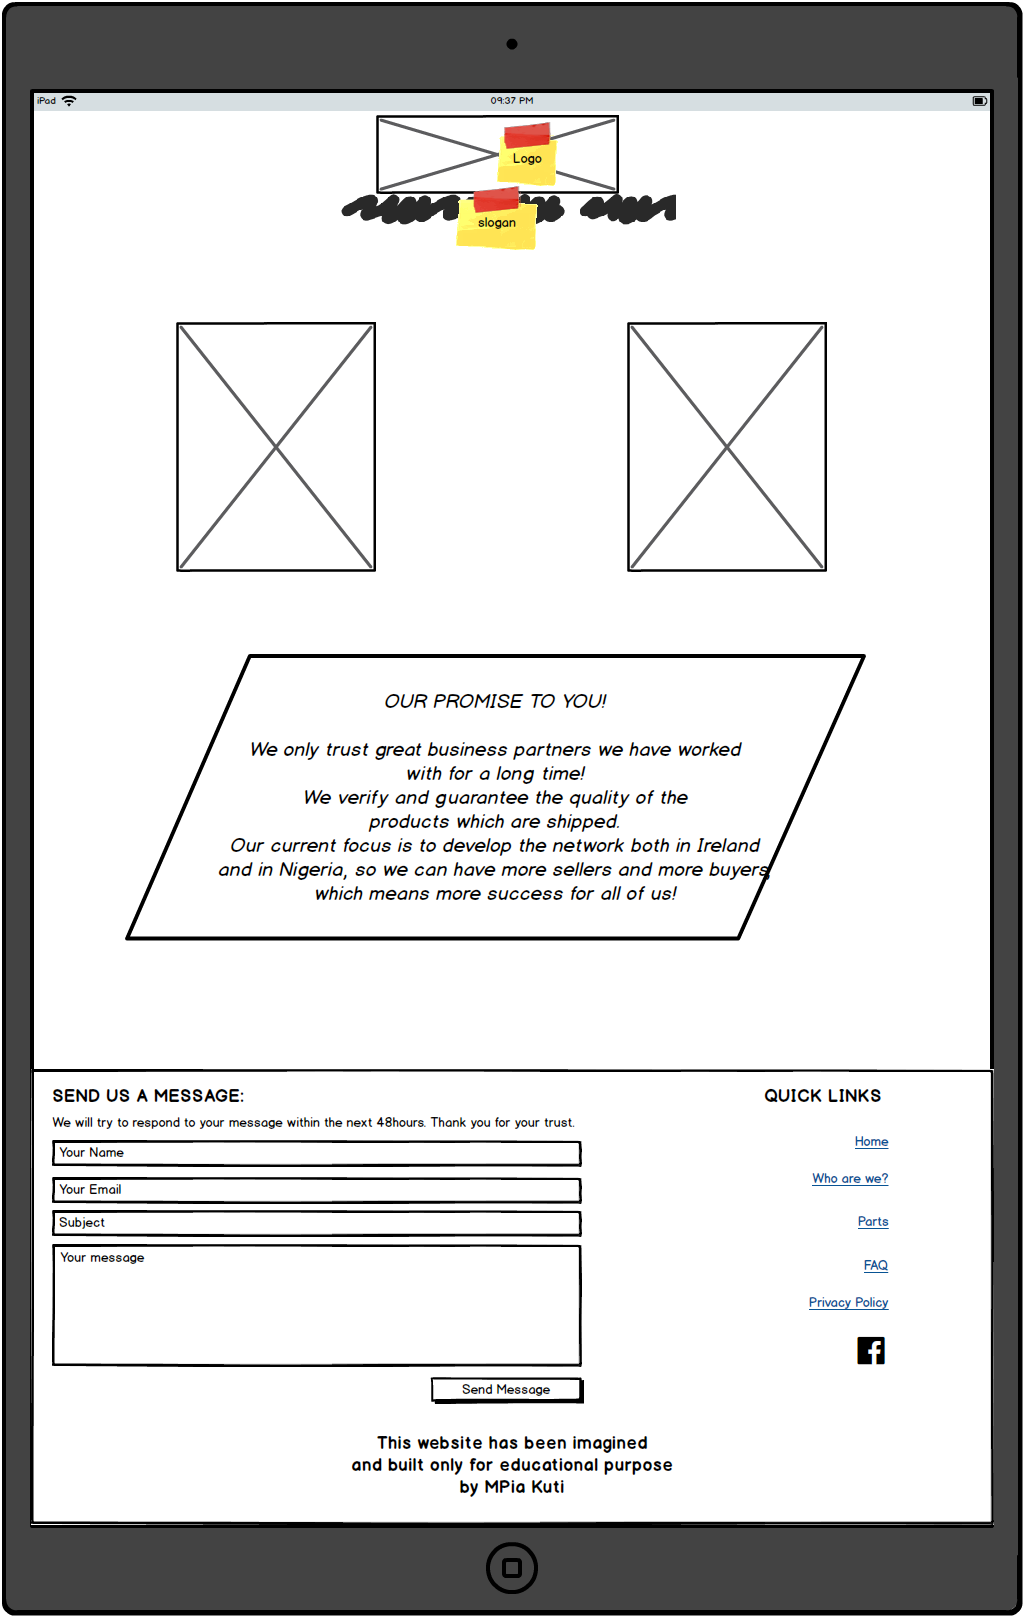 iPad
09:37 PM
Logo
slogan
OUR PROMISE TO YOU!
We only trust great business partners we have worked
with for a long time!
We verify and guarantee the quality of the
products which are shipped.
Our current focus is to develop the network both in Ireland
and in Nigeria, so we can have more sellers and more buyers,
which means more success for all of us!
SEND US A MESSAGE:
We will try to respond to your message within the next 48hours. Thank you for your trust.
Your Name
Your Email
Subject
Your message
Send Message
QUICK LINKS
Home
Who are we?
Parts
FAQ
Privacy Policy
This website has been imagined
and built only for educational purpose
by MPia Kuti